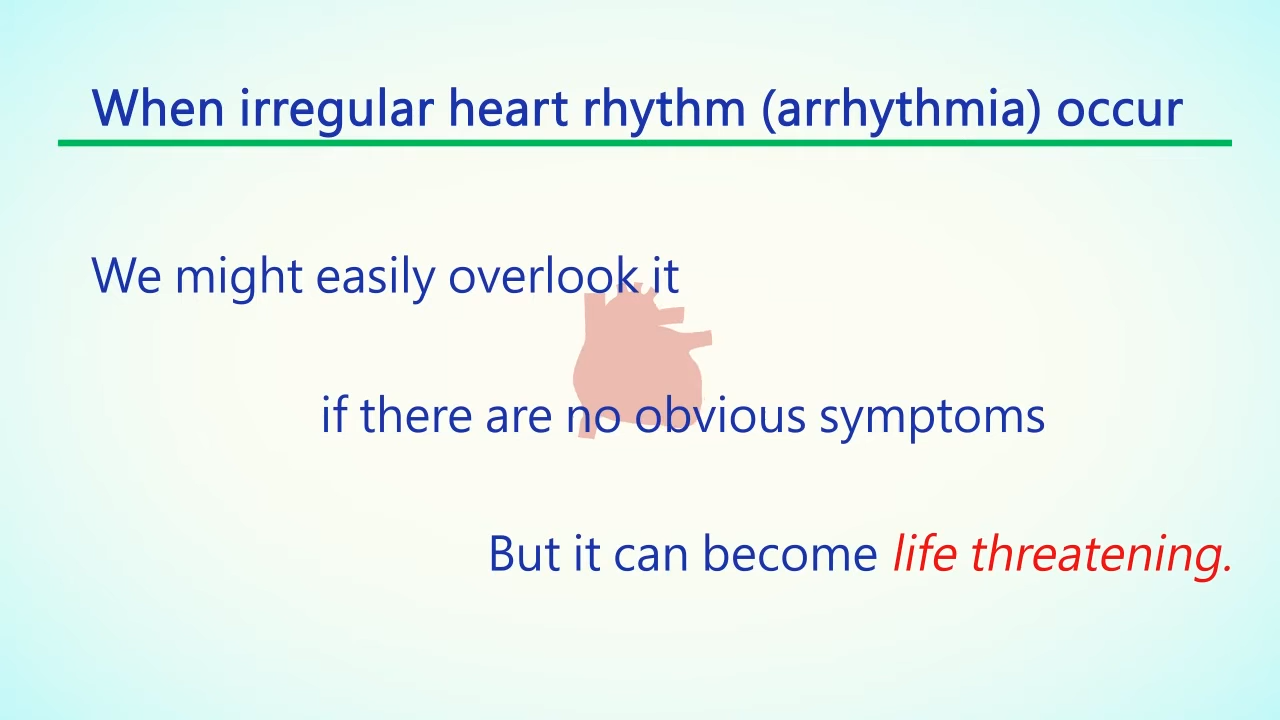 When irregular heart rhythm (arrhythmia) occur
We might easily overlook it
if there are no obvious symptoms
But it can become life threatening.